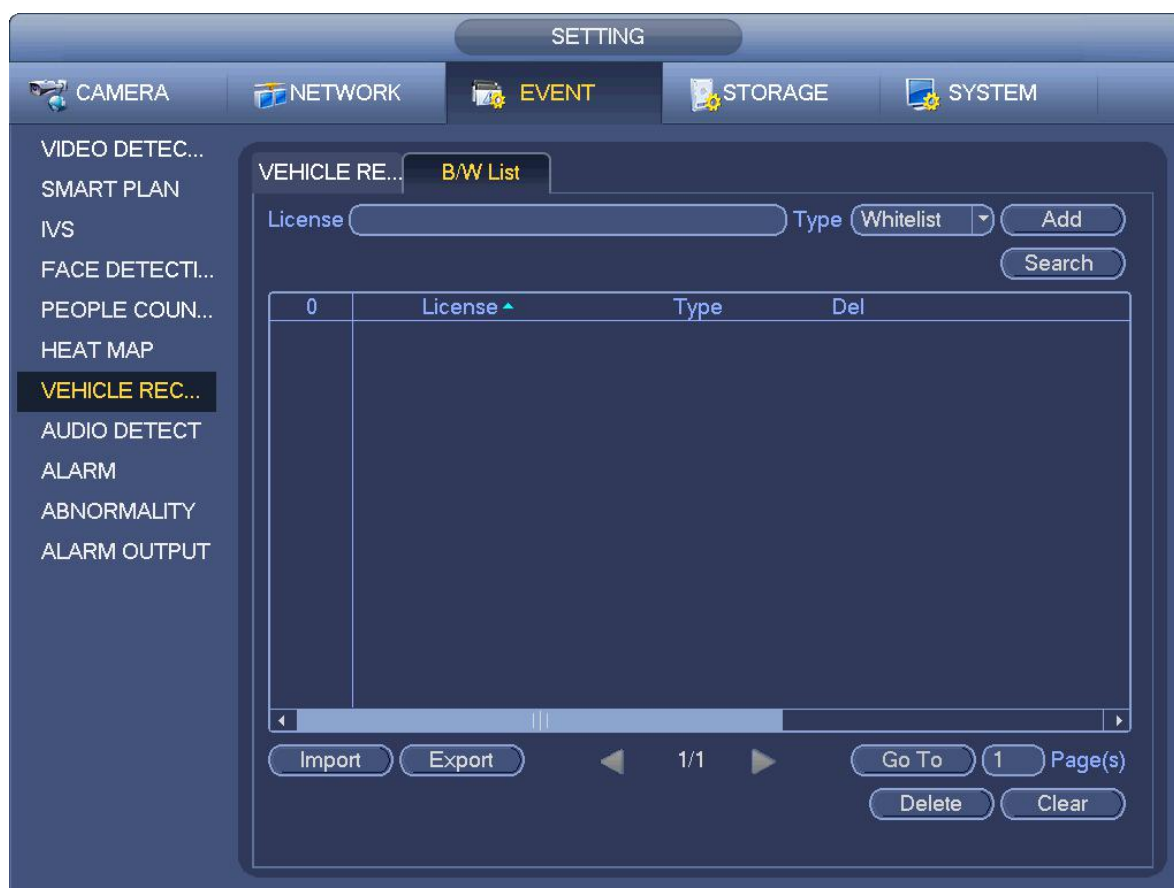 SETTING
CAMERA NETWORK EVENT STORAGE SYSTEM
VIDEO DETEC...
SMART PLAN
IVS
FACE DETECTI...
PEOPLE COUN...
HEAT MAP
VEHICLE REC...
AUDIO DETECT
ALARM
ABNORMALITY
ALARM OUTPUT
VEHICLE RE... B/W List
License Type Whitelist Add
Search
0 License Type Del
Import Export 1/1 Go To 1 Page(s)
Delete Clear